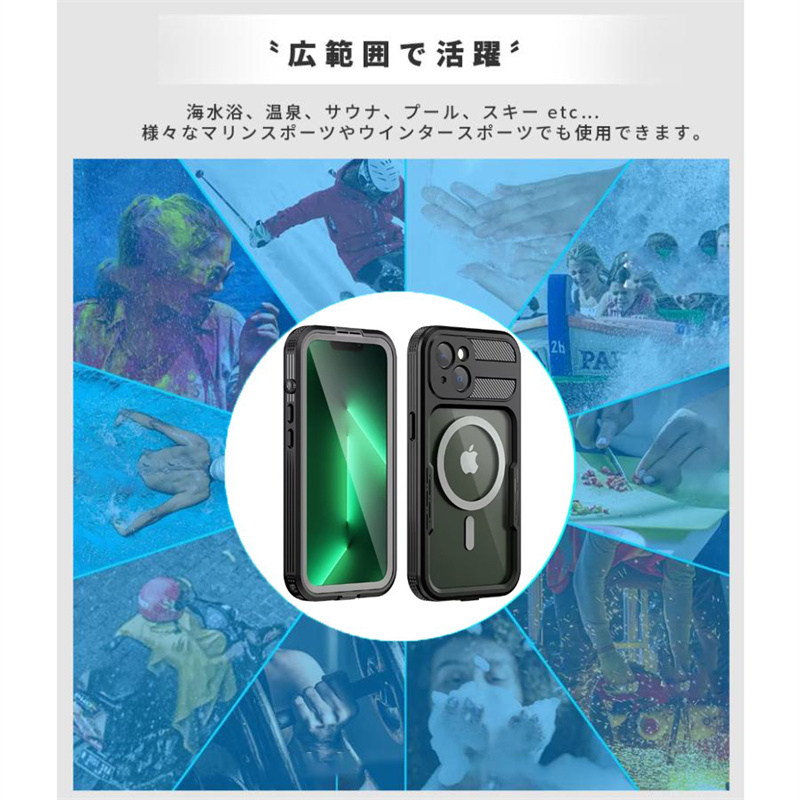 〝広範囲で活躍〞
海水浴、温泉、サウナ、プール、スキー etc...
様々なマリンスポーツやウインタースポーツでも使用できます。
2b
PA